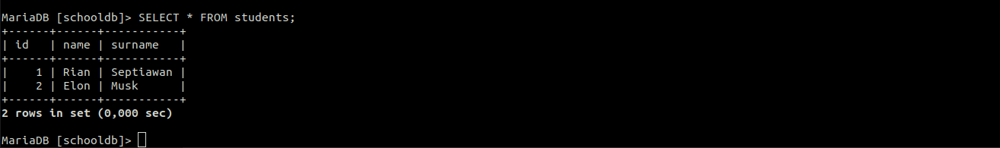 MariaDB [schooldb]> SELECT * FROM students;
+------+------+-----------+
| id   | name | surname   |
+------+------+-----------+
|    1 | Rian | Septiawan |
|    2 | Elon | Musk      |
+------+------+-----------+
2 rows in set (0,000 sec)
MariaDB [schooldb]>